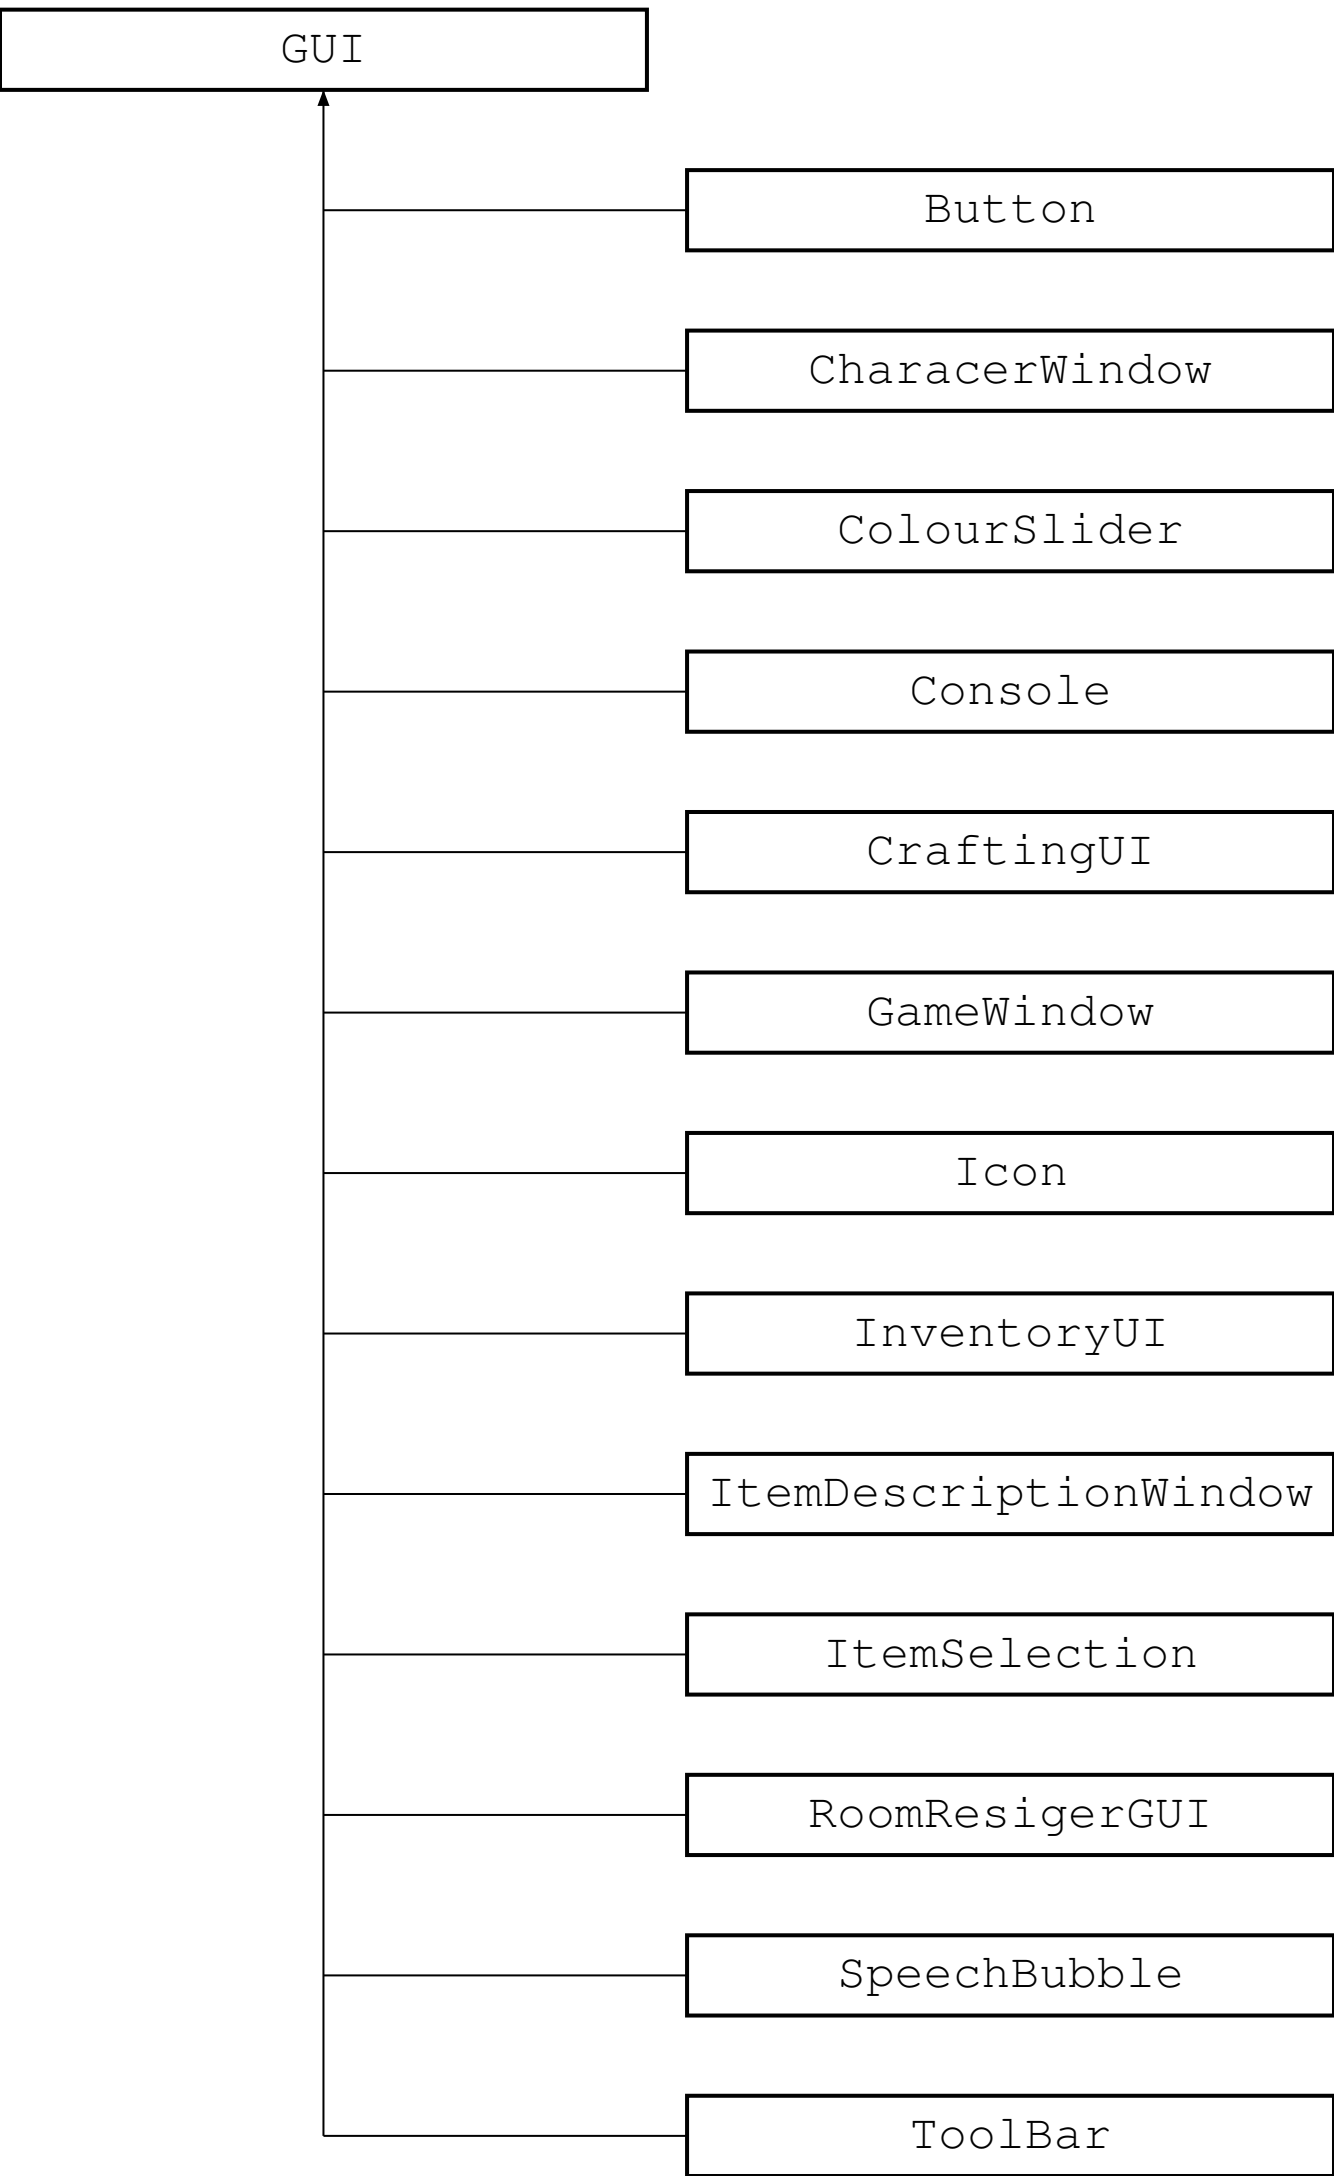 GUI
Button
CharacerWindow
ColourSlider
Console
CraftingUI
GameWindow
Icon
InventoryUI
ItemDescriptionWindow
ItemSelection
RoomResigerGUI
SpeechBubble
ToolBar